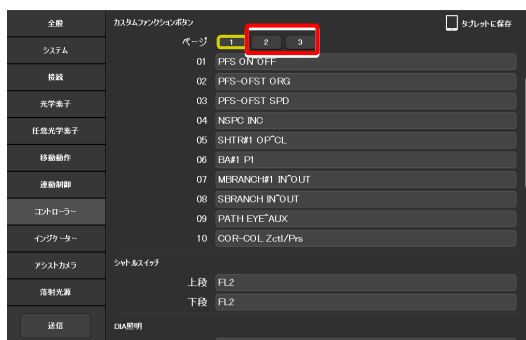 全般
システム
接続
光学素子
任意光学素子
移動動作
連動制御
コントローラー
インジケーター
アシストカメラ
落射光源
送信
カスタムファンクションボタン
タブレットに保存
ページ 1 2 3
01 PFS ON^OFF
02 PFS-OFST ORG
03 PFS-OFST SPD
04 NSPC INC
05 SHTR#1 OP^CL
06 BA#1 P1
07 MBRANCH#1 IN^OUT
08 SBRANCH IN^OUT
09 PATH EYE^AUX
10 COR-COL Zctl/Prs
シャトルスイッチ
上段 FL2
下段 FL2
DIA照明